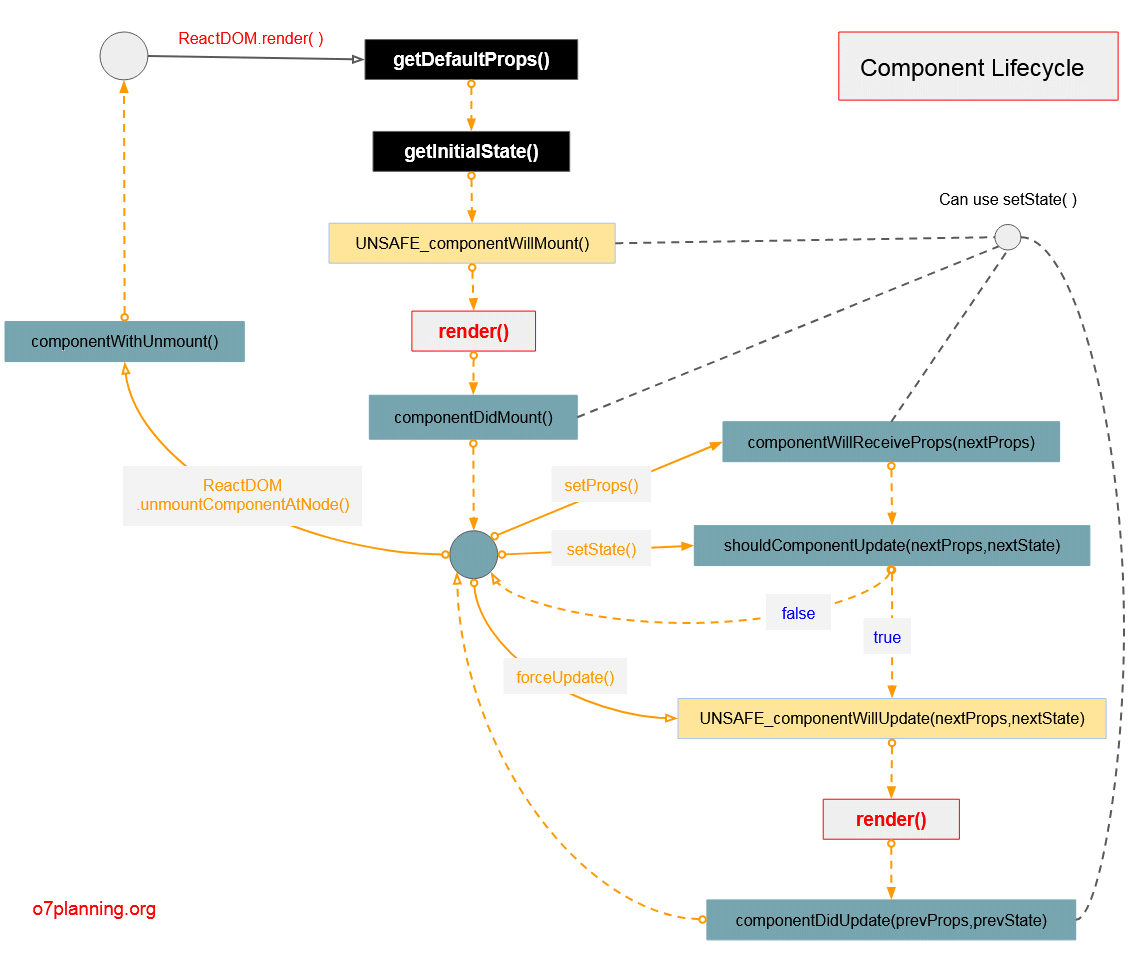 ReactDOM.render( )
getDefaultProps()
Component Lifecycle
getInitialState()
Can use setState( )
UNSAFE_componentWillMount()
render()
componentWithUnmount()
componentDidMount()
componentWillReceiveProps(nextProps)
ReactDOM
.unmountComponentAtNode()
setProps()
setState()
shouldComponentUpdate(nextProps,nextState)
false
true
forceUpdate()
UNSAFE_componentWillUpdate(nextProps,nextState)
render()
componentDidUpdate(prevProps,prevState)
o7planning.org